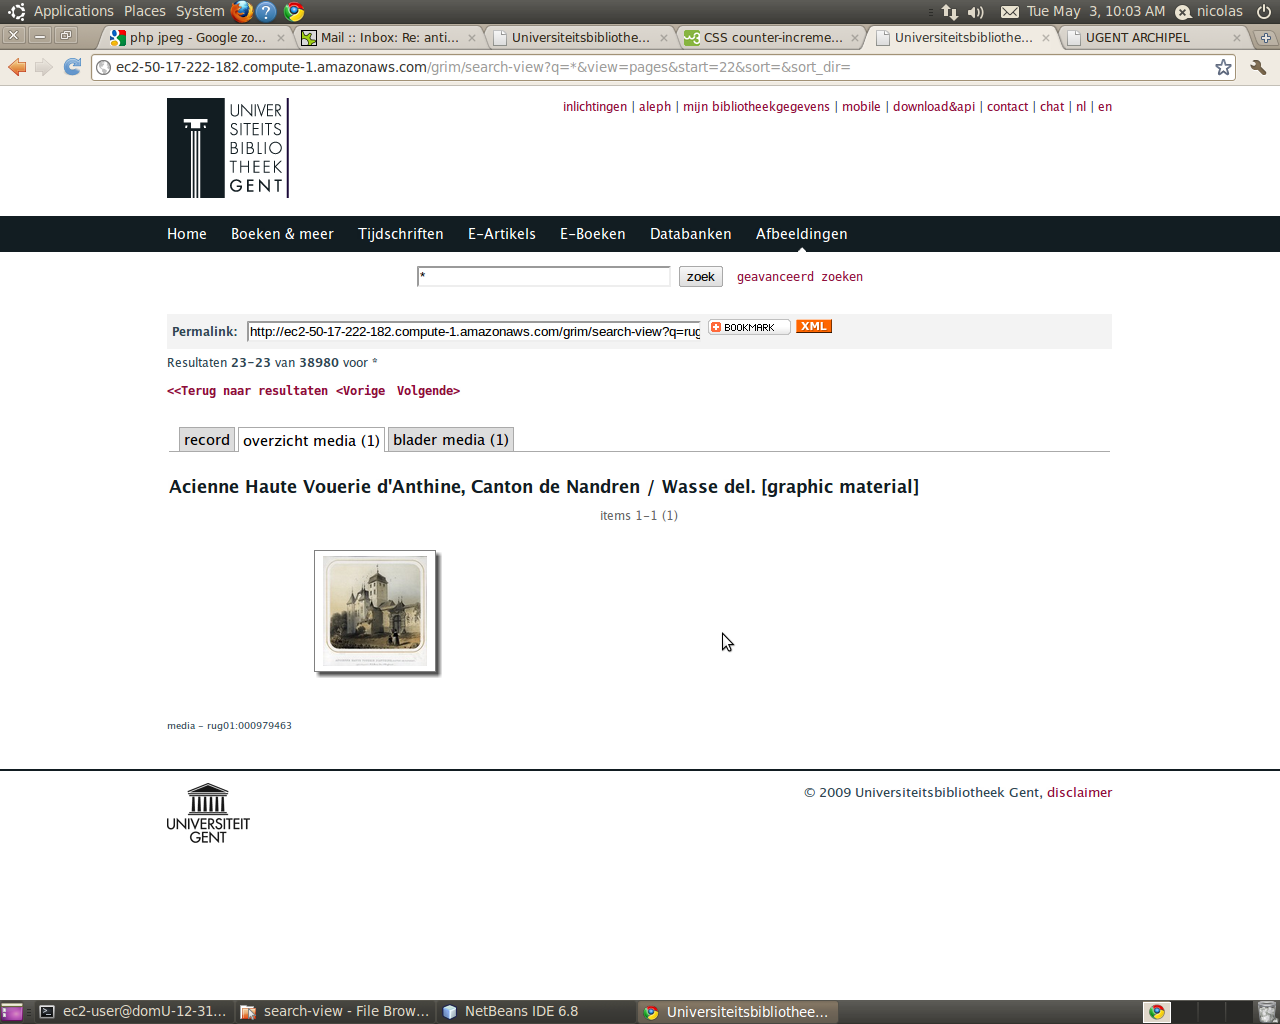 Applications Places System Tue May 3, 10:03 AM nicolas
php jpeg - Google zo... Mail :: Inbox: Re: anti... Universiteitsbibliothe... CSS counter-increme... Universiteitsbibliothe... UGENT ARCHIPEL
ec2-50-17-222-182.compute-1.amazonaws.com/grim/search-view?q=*&view=pages&start=22&sort=&sort_dir=
UNIVER
SITEITS
BIBLIO
THEEK
GENT
inlichtingen | aleph | mijn bibliotheekgegevens | mobile | download&api | contact | chat | nl | en
Home Boeken & meer Tijdschriften E-Artikels E-Boeken Databanken Afbeeldingen
* zoek geavanceerd zoeken
Permalink: http://ec2-50-17-222-182.compute-1.amazonaws.com/grim/search-view?q=rug BOOKMARK XML
Resultaten 23-23 van 38980 voor *
<<Terug naar resultaten <Vorige Volgende>
record overzicht media (1) blader media (1)
Acienne Haute Vouerie d'Anthine, Canton de Nandren / Wasse del. [graphic material]
items 1-1 (1)
media - rug01:000979463
UNIVERSITEIT
GENT
© 2009 Universiteitsbibliotheek Gent, disclaimer
ec2-user@domU-12-31... search-view - File Brow... NetBeans IDE 6.8 Universiteitsbibliothee...